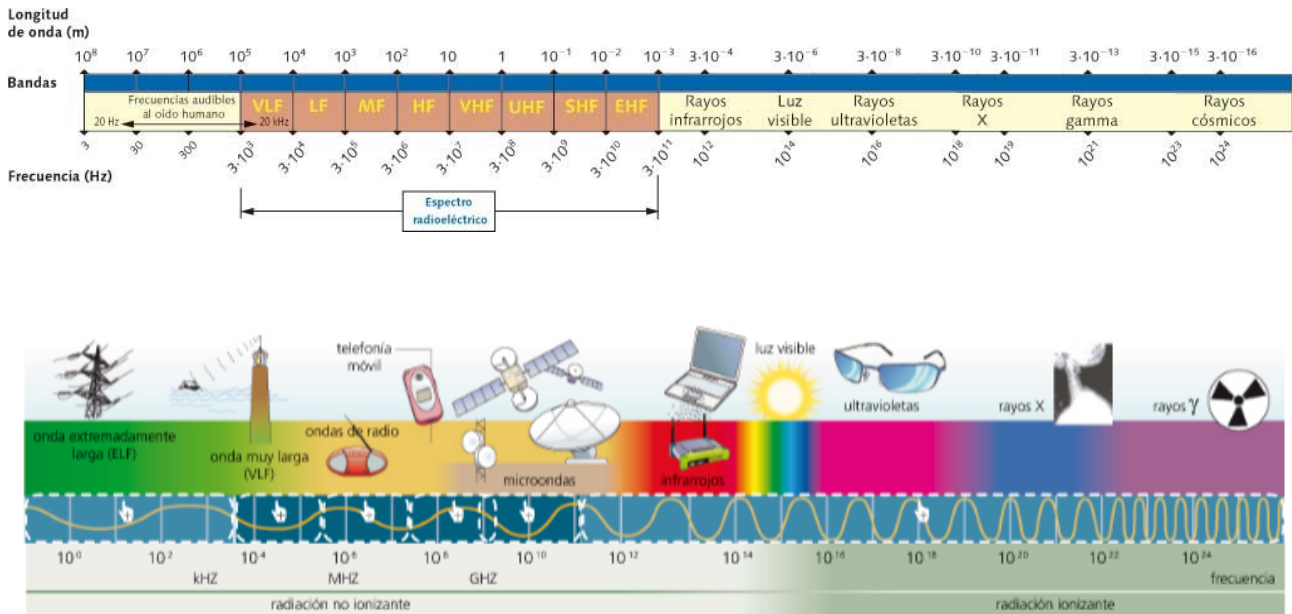 Longitud
de onda (m)
10⁸ 10⁷ 10⁶ 10⁵ 10⁴ 10³ 10² 10 1 10⁻¹ 10⁻² 10⁻³ 3·10⁻⁴ 3·10⁻⁶ 3·10⁻⁸ 3·10⁻¹⁰ 3·10⁻¹¹ 3·10⁻¹³ 3·10⁻¹⁵ 3·10⁻¹⁶
Bandas
Frecuencias audibles
al oído humano
20 Hz
20 kHz
VLF LF MF HF VHF UHF SHF EHF
Rayos
infrarrojos
Luz
visible
Rayos
ultravioletas
Rayos
X
Rayos
gamma
Rayos
cósmicos
3 30 300 3·10³ 3·10⁴ 3·10⁵ 3·10⁶ 3·10⁷ 3·10⁸ 3·10⁹ 3·10¹⁰ 3·10¹¹ 10¹² 10¹⁴ 10¹⁶ 10¹⁸ 10¹⁹ 10²¹ 10²³ 10²⁴
Frecuencia (Hz)
Espectro
radioeléctrico
telefonía
móvil
luz visible
ultravioletas
rayos X
rayos γ
onda extremadamente
larga (ELF)
onda muy larga
(VLF)
ondas de radio
microondas
infrarrojos
10⁰ 10² 10⁴ 10⁶ 10⁸ 10¹⁰ 10¹² 10¹⁴ 10¹⁶ 10¹⁸ 10²⁰ 10²² 10²⁴
kHZ MHZ GHZ frecuencia
radiación no ionizante radiación ionizante